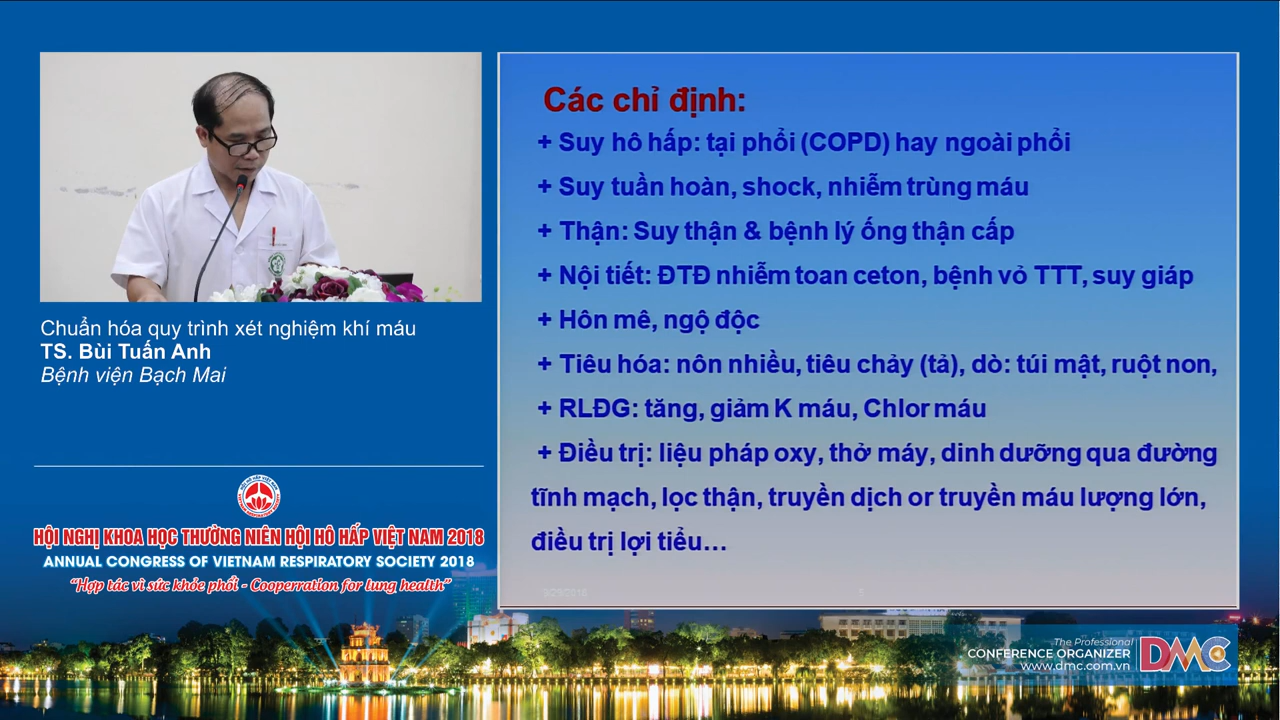 Chuẩn hóa quy trình xét nghiệm khí máu
TS. Bùi Tuấn Anh
Bệnh viện Bạch Mai
HỘI NGHỊ KHOA HỌC THƯỜNG NIÊN HỘI HÔ HẤP VIỆT NAM 2018
ANNUAL CONGRESS OF VIETNAM RESPIRATORY SOCIETY 2018
“Hợp tác vì sức khỏe phổi - Cooperration for lung health”
Các chỉ định:
+ Suy hô hấp: tại phổi (COPD) hay ngoài phổi
+ Suy tuần hoàn, shock, nhiễm trùng máu
+ Thận: Suy thận & bệnh lý ống thận cấp
+ Nội tiết: ĐTĐ nhiễm toan ceton, bệnh vỏ TTT, suy giáp
+ Hôn mê, ngộ độc
+ Tiêu hóa: nôn nhiều, tiêu chảy (tả), dò: túi mật, ruột non,
+ RLĐG: tăng, giảm K máu, Chlor máu
+ Điều trị: liệu pháp oxy, thở máy, dinh dưỡng qua đường
tĩnh mạch, lọc thận, truyền dịch or truyền máu lượng lớn,
điều trị lợi tiểu...
5
The Professional
CONFERENCE ORGANIZER
www.dmc.com.vn
DMC